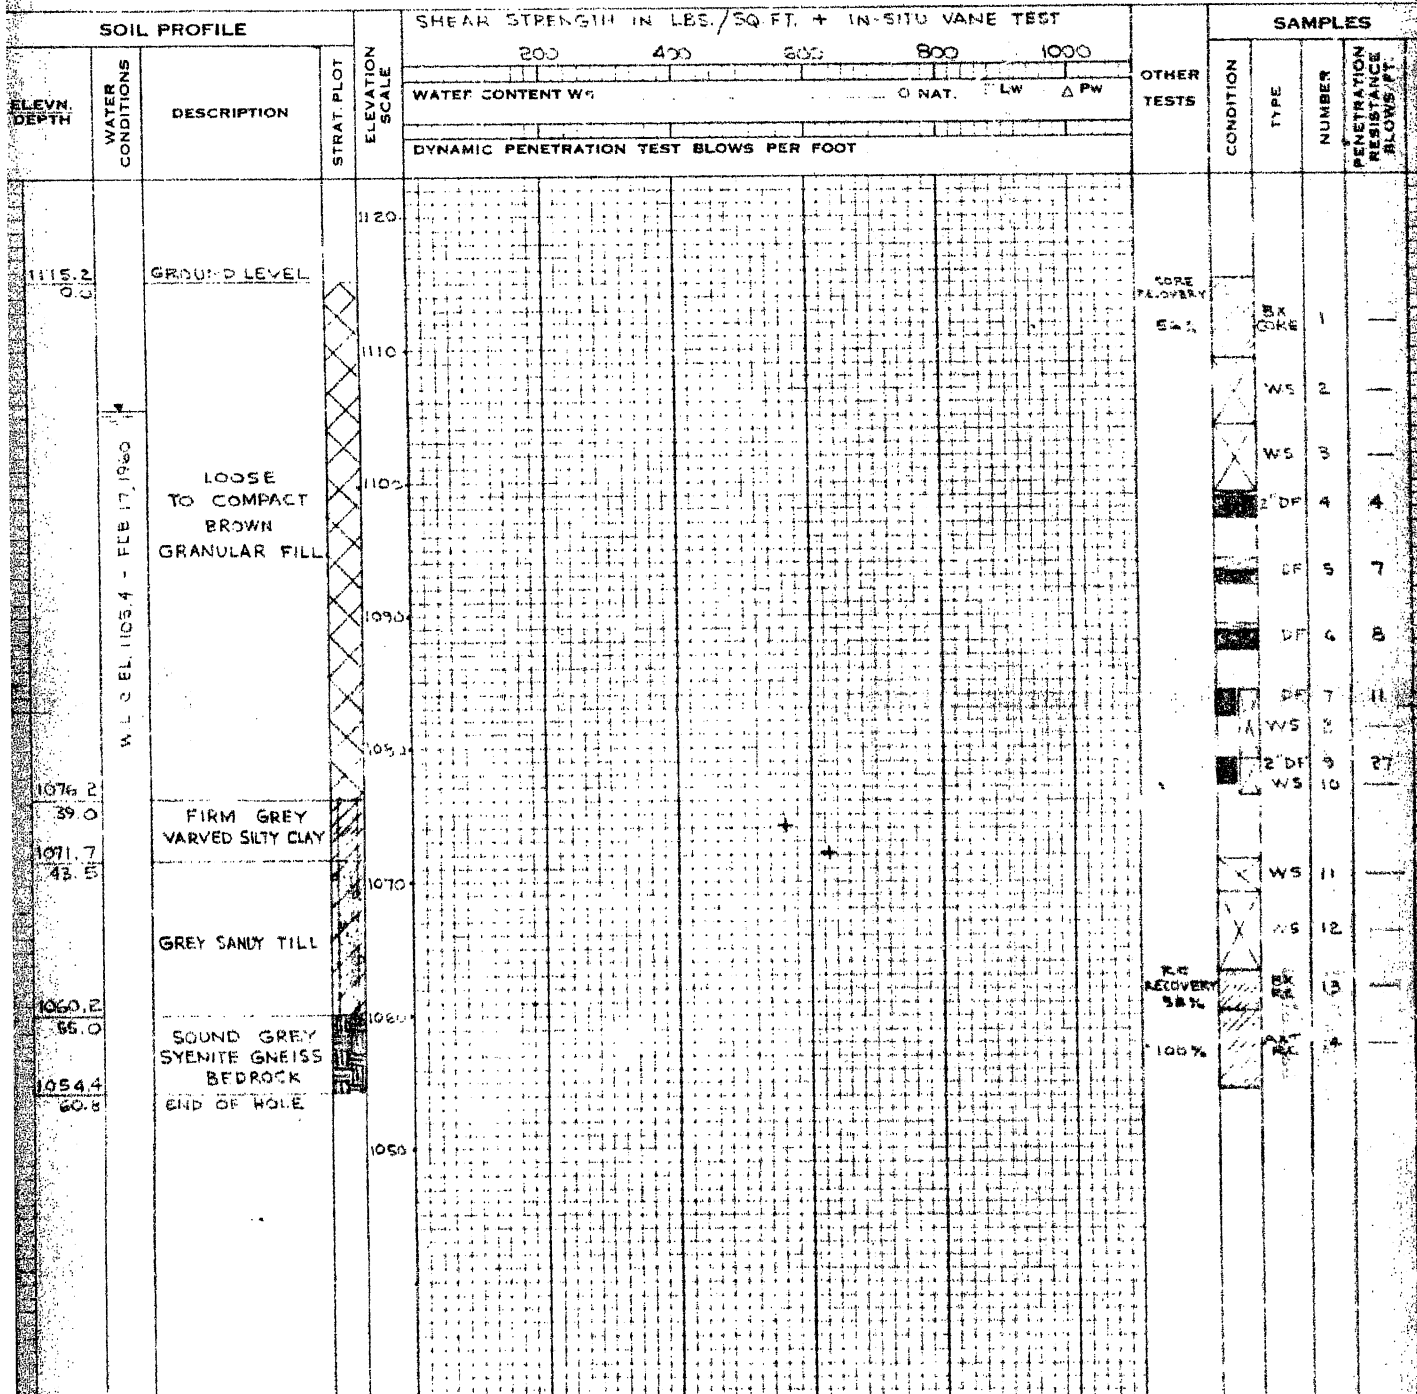 SOIL PROFILE
SHEAR STRENGTH IN LBS./SQ.FT. + IN-SITU VANE TEST
SAMPLES
200 400 600 800 1000
ELEVN. DEPTH
WATER CONDITIONS
DESCRIPTION
STRAT. PLOT
ELEVATION SCALE
WATER CONTENT W% O NAT. LW △ PW
DYNAMIC PENETRATION TEST BLOWS PER FOOT
OTHER TESTS
CONDITION
TYPE
NUMBER
PENETRATION RESISTANCE BLOWS/FT.
1120
1115.2 GROUND LEVEL
0.0
CORE RECOVERY
BX CORE 1 —
1110
WS 2 —
W L @ EL 1105.4 - FEB 17, 1960
WS 3 —
LOOSE
TO COMPACT
BROWN
GRANULAR FILL
1100
2" DF 4 4
DF 5 7
1090
DF 6 8
DF 7 11
WS —
1080
2" DF 9 27
WS 10 —
1076.2
39.0
FIRM GREY
VARVED SILTY CLAY
+
+
1071.7
43.5
1070
WS 11 —
GREY SANDY TILL
WS 12 —
RECOVERY
BX 13 —
1060.2
55.0
1060
SOUND GREY
SYENITE GNEISS
BEDROCK
100% —
1054.4
60.8
END OF HOLE
1050